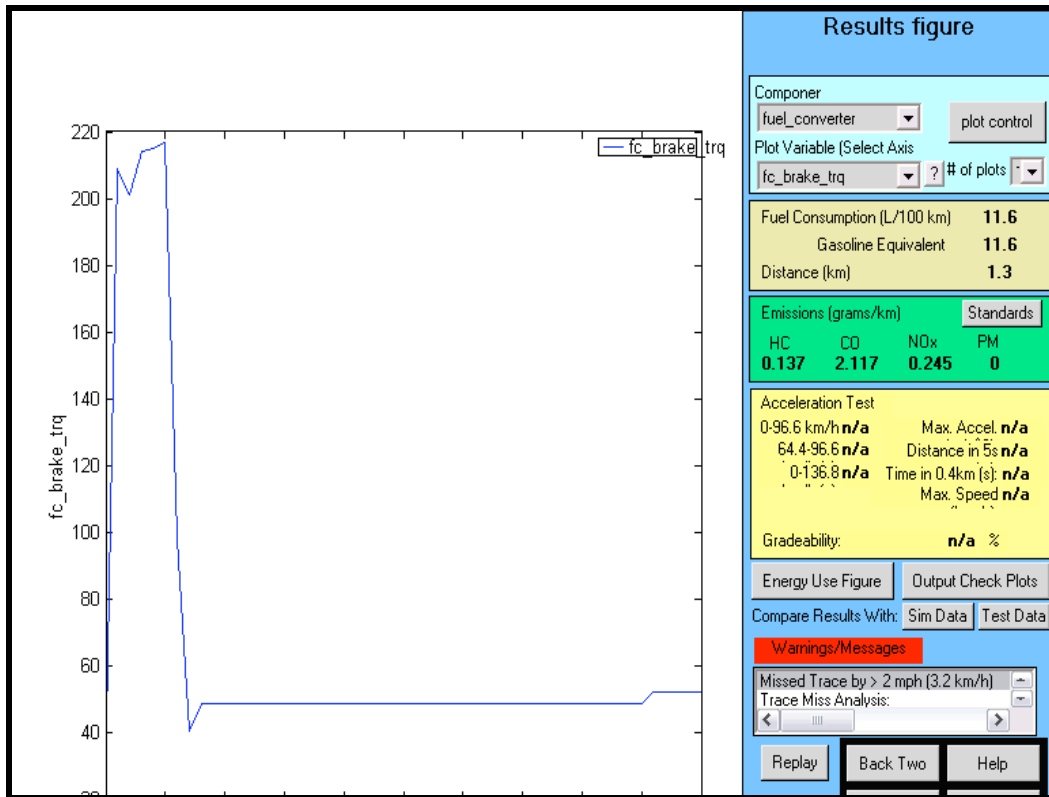 Results figure
Componer
fuel_converter
plot control
Plot Variable (Select Axis
fc_brake_trq
?
# of plots
Fuel Consumption (L/100 km) 11.6
Gasoline Equivalent 11.6
Distance (km) 1.3
Emissions (grams/km) Standards
HC CO NOx PM
0.137 2.117 0.245 0
Acceleration Test
0-96.6 km/h n/a Max. Accel. n/a
64.4-96.6 n/a Distance in 5s n/a
0-136.8 n/a Time in 0.4km (s): n/a
Max. Speed n/a
Gradeability: n/a %
Energy Use Figure Output Check Plots
Compare Results With: Sim Data Test Data
Warnings/Messages
Missed Trace by > 2 mph (3.2 km/h)
Trace Miss Analysis:
Replay Back Two Help
fc_brake_trq
220
200
180
160
140
120
100
80
60
40
fc_brake_trq